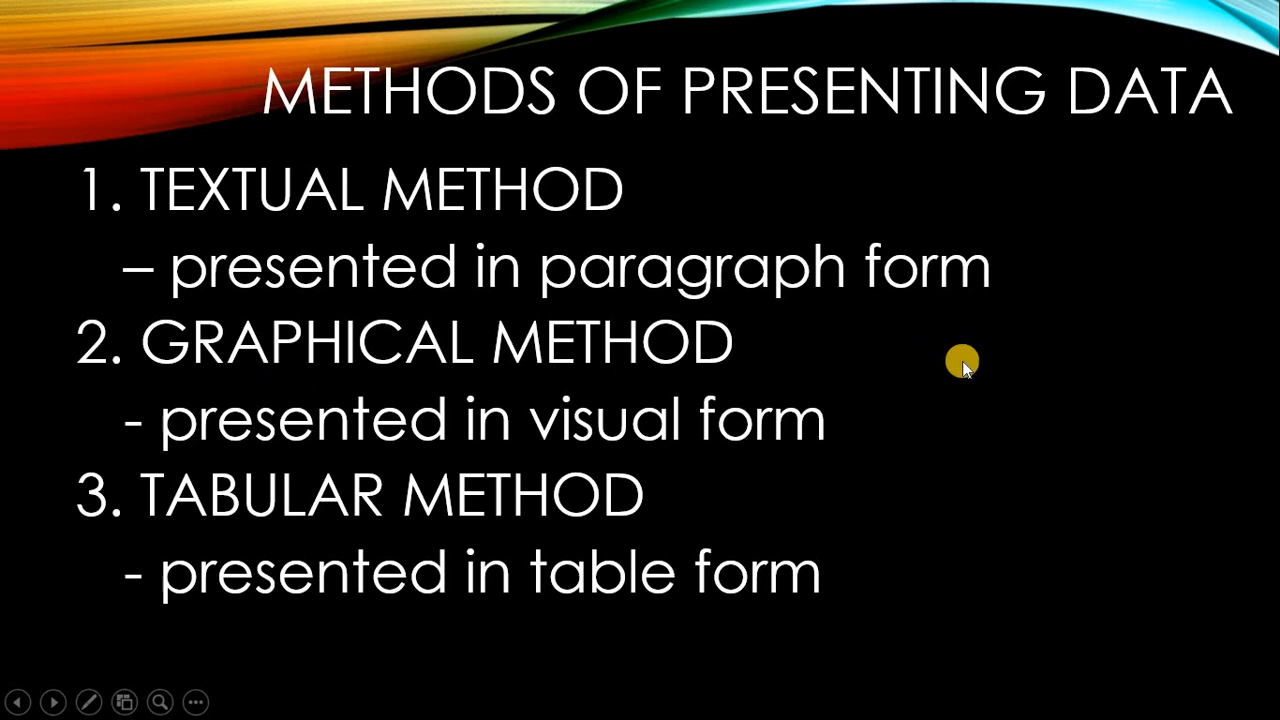 METHODS OF PRESENTING DATA
1. TEXTUAL METHOD
– presented in paragraph form
2. GRAPHICAL METHOD
- presented in visual form
3. TABULAR METHOD
- presented in table form